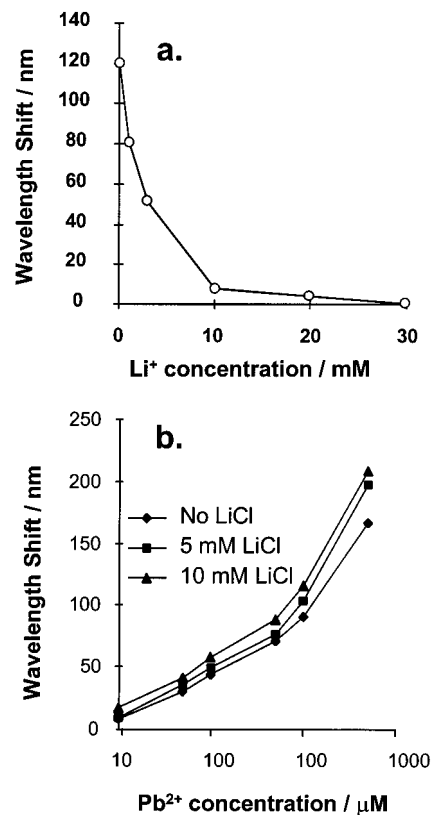 a.
140
120
100
80
60
40
20
0
Wavelength Shift / nm
0 10 20 30
Li⁺ concentration / mM
b.
250
200
150
100
50
0
Wavelength Shift / nm
No LiCl
5 mM LiCl
10 mM LiCl
10 100 100 1000
Pb²⁺ concentration / μM